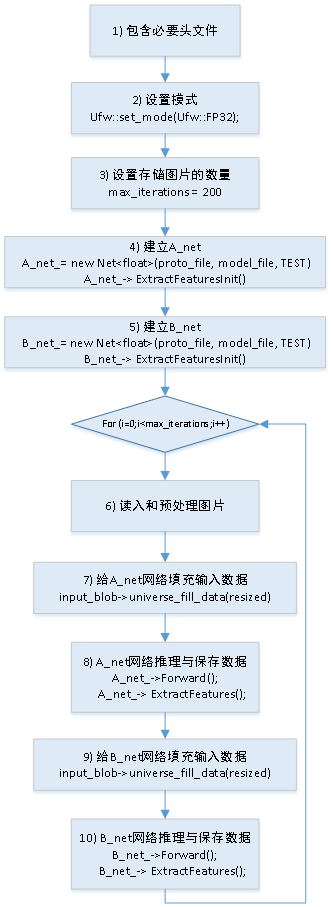 1) 包含必要头文件
2) 设置模式
Ufw::set_mode(Ufw::FP32);
3) 设置存储图片的数量
max_iterations = 200
4) 建立A_net
A_net_= new Net<float>(proto_file, model_file, TEST)
A_net_-> ExtractFeaturesInit()
5) 建立B_net
B_net_= new Net<float>(proto_file, model_file, TEST)
B_net_-> ExtractFeaturesInit()
For (i=0;i<max_iterations;i++)
6) 读入和预处理图片
7) 给A_net网络填充输入数据
input_blob->universe_fill_data(resized)
8) A_net网络推理与保存数据
A_net_->Forward();
A_net_-> ExtractFeatures();
9) 给B_net网络填充输入数据
input_blob->universe_fill_data(resized)
10) B_net网络推理与保存数据
B_net_->Forward();
B_net_-> ExtractFeatures();